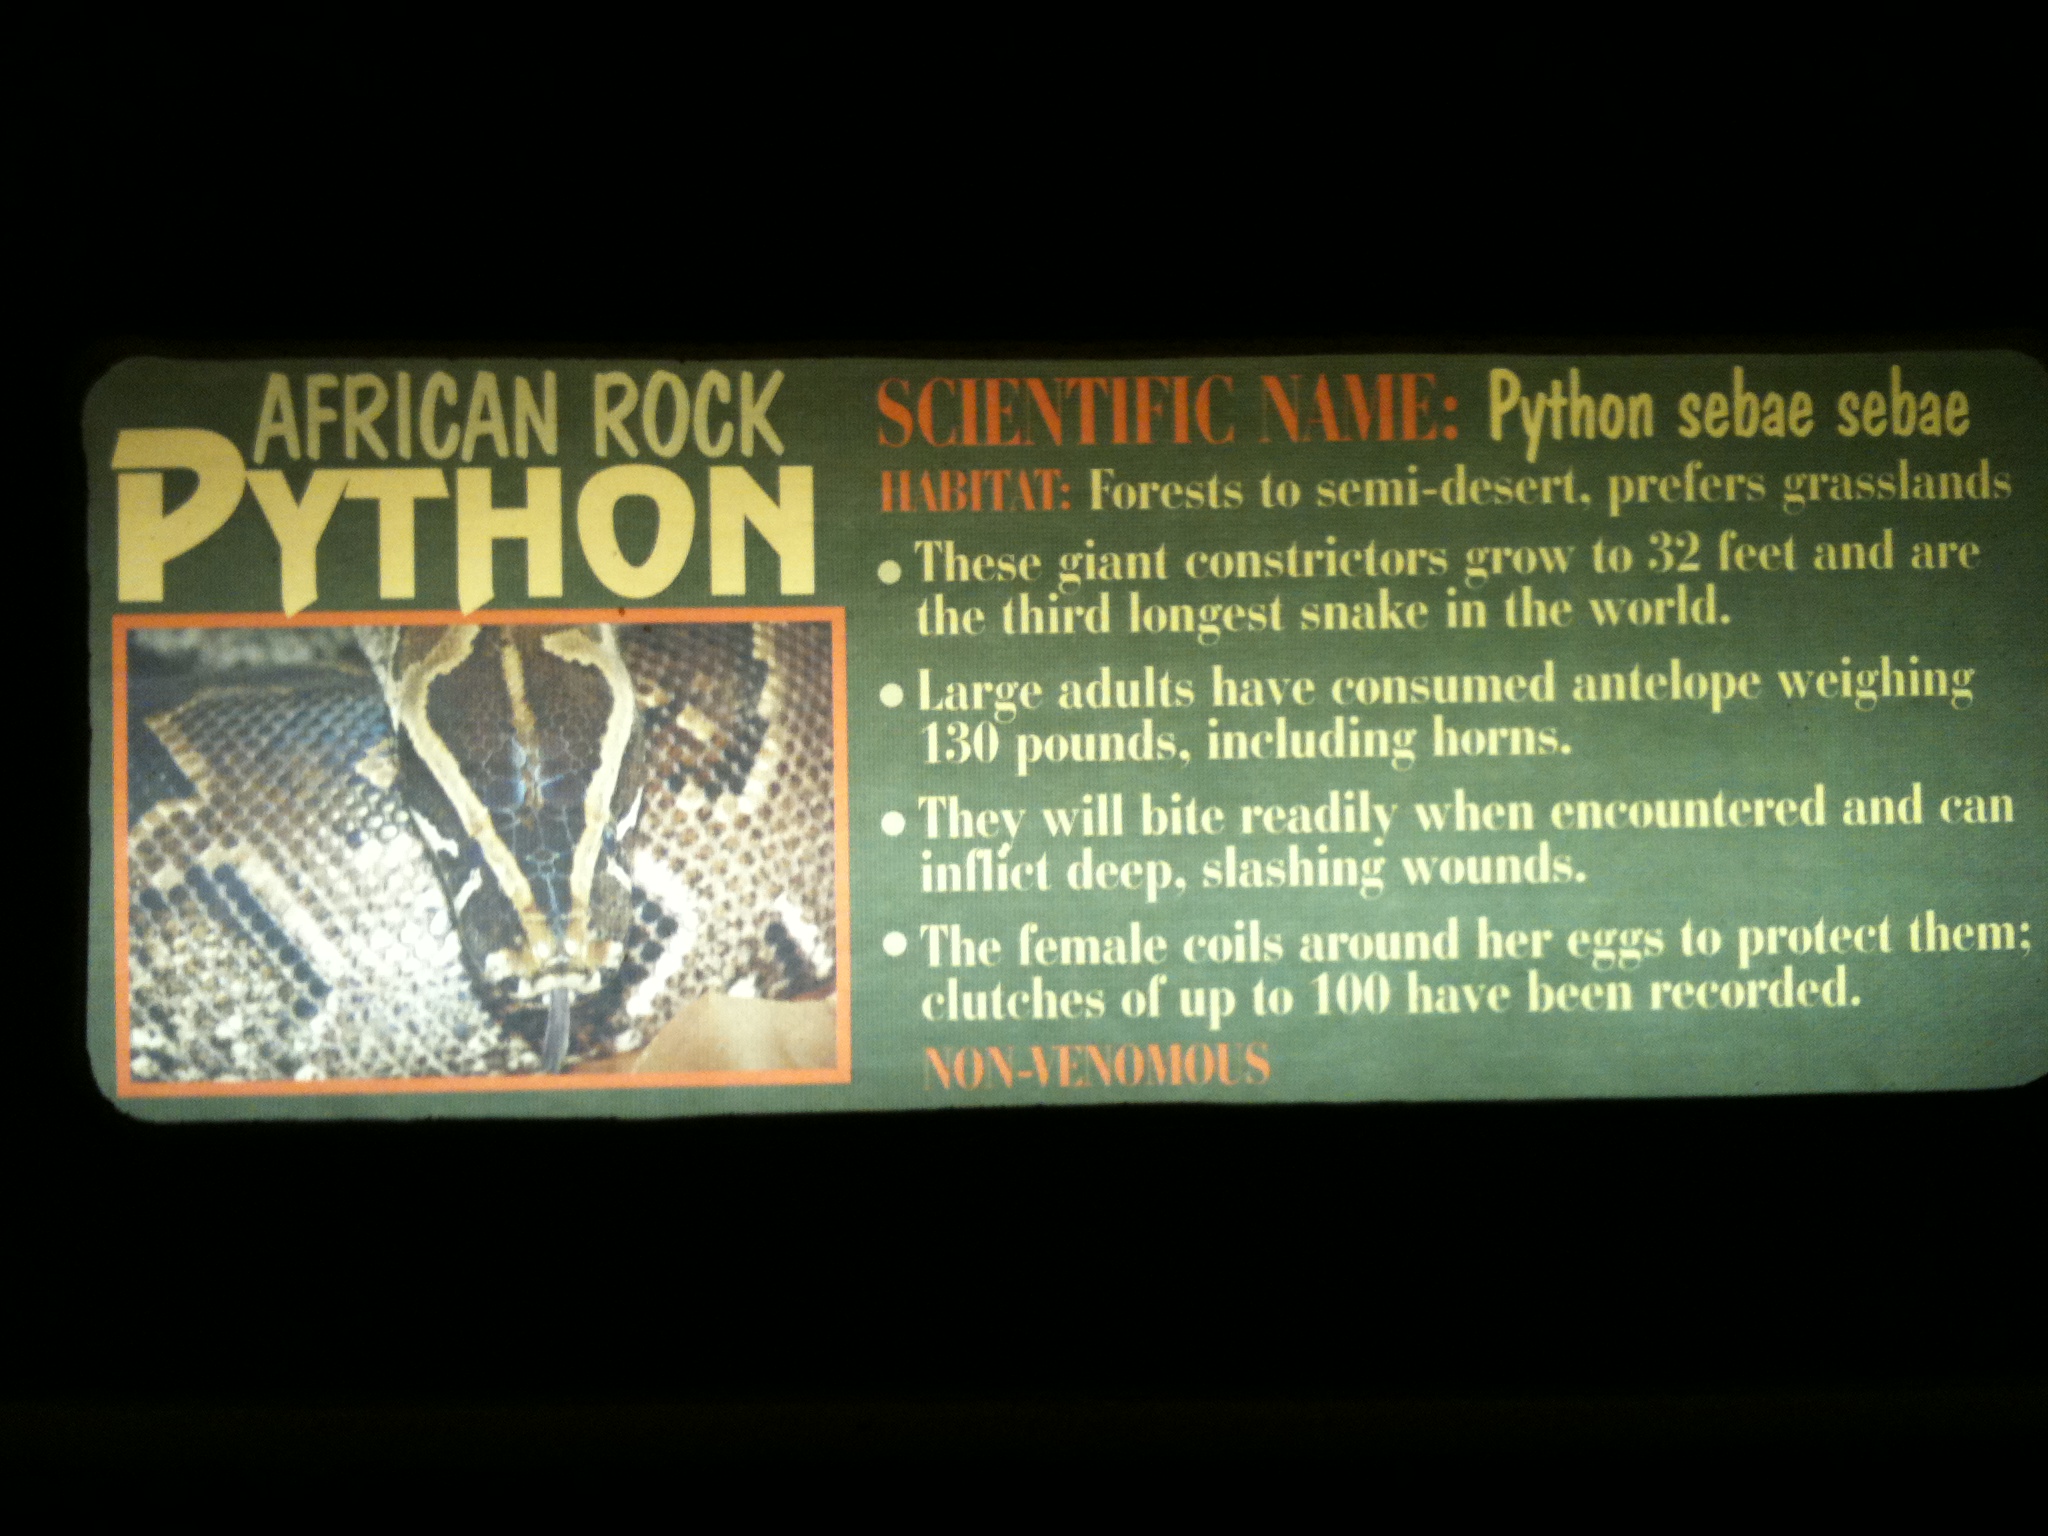 AFRICAN ROCK
PYTHON
SCIENTIFIC NAME: Python sebae sebae
HABITAT: Forests to semi-desert, prefers grasslands
• These giant constrictors grow to 32 feet and are
the third longest snake in the world.
• Large adults have consumed antelope weighing
130 pounds, including horns.
• They will bite readily when encountered and can
inflict deep, slashing wounds.
• The female coils around her eggs to protect them;
clutches of up to 100 have been recorded.
NON-VENOMOUS